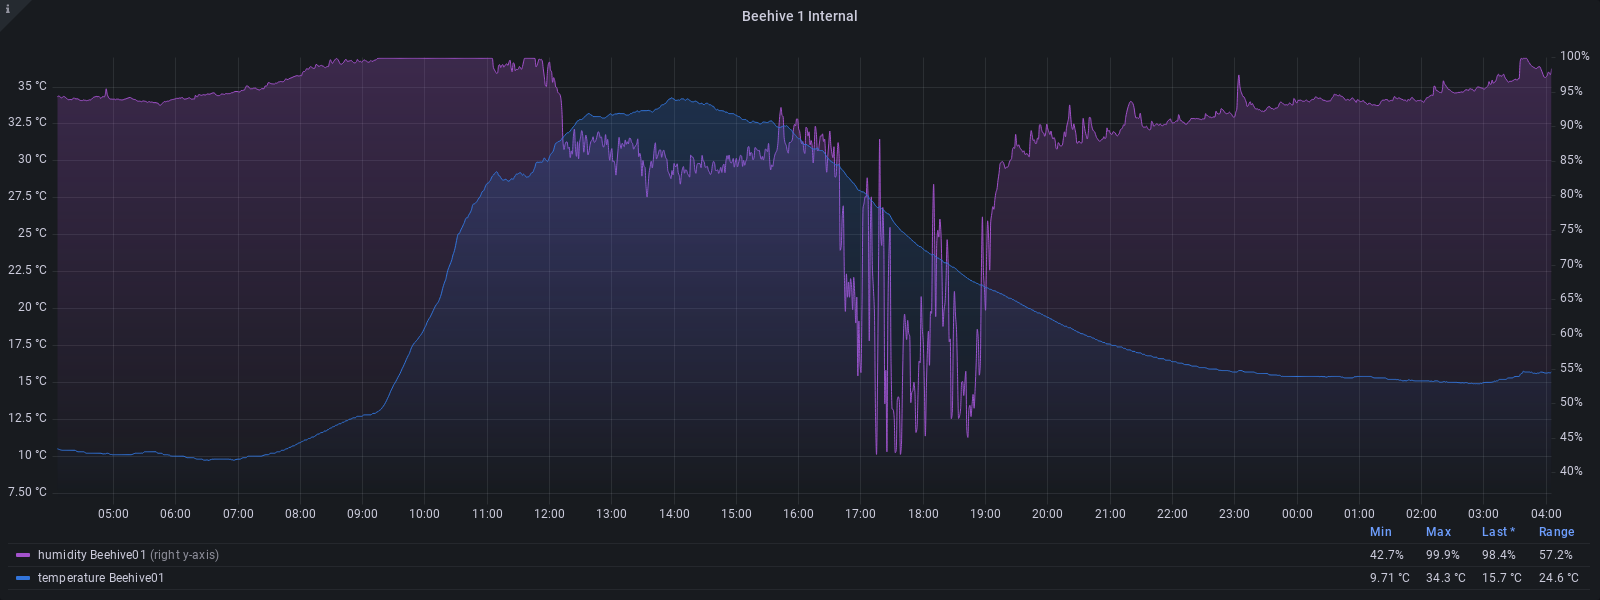 i
Beehive 1 Internal
100%
35 °C
95%
32.5 °C
90%
30 °C
85%
27.5 °C
80%
25 °C
75%
22.5 °C
70%
20 °C
65%
17.5 °C
60%
15 °C
55%
12.5 °C
50%
10 °C
45%
7.50 °C
40%
05:00 06:00 07:00 08:00 09:00 10:00 11:00 12:00 13:00 14:00 15:00 16:00 17:00 18:00 19:00 20:00 21:00 22:00 23:00 00:00 01:00 02:00 03:00 04:00
Min Max Last * Range
humidity Beehive01 (right y-axis) 42.7% 99.9% 98.4% 57.2%
temperature Beehive01 9.71 °C 34.3 °C 15.7 °C 24.6 °C